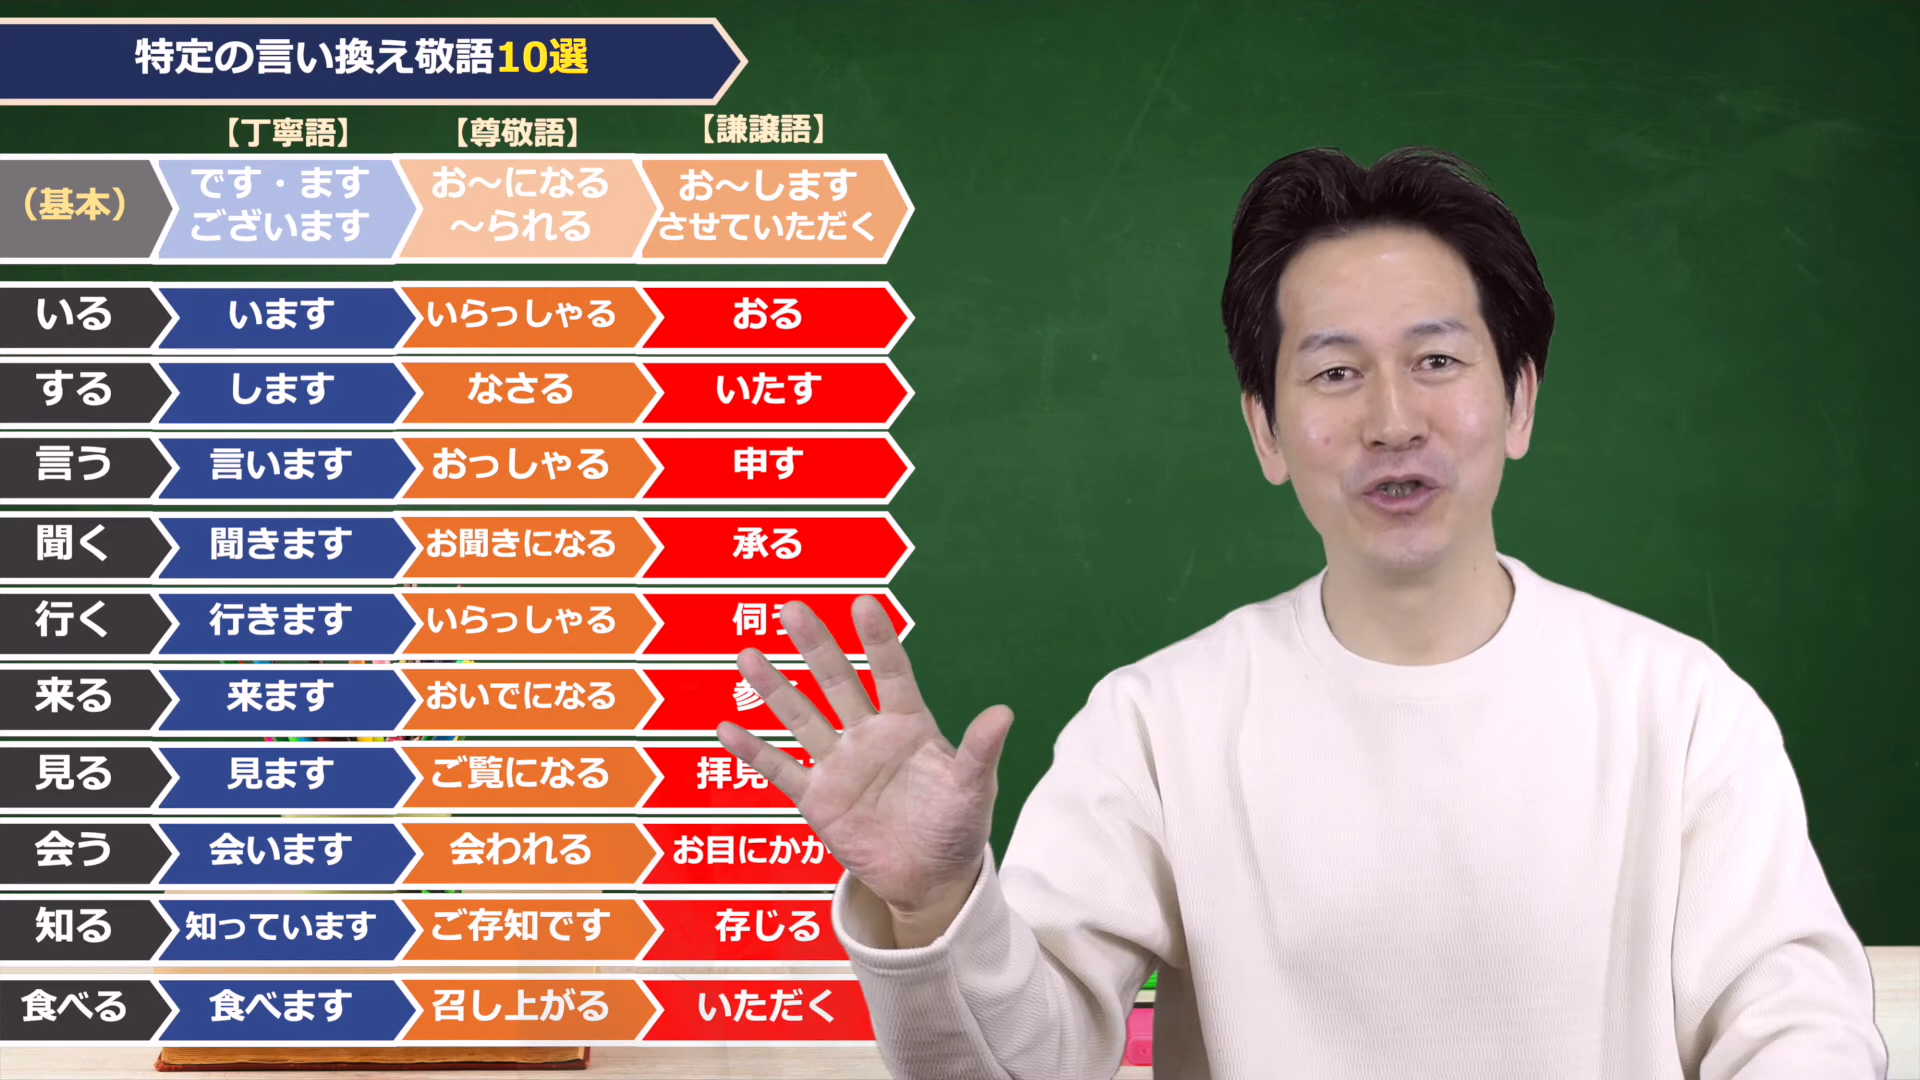 特定の言い換え敬語10選
【丁寧語】 【尊敬語】 【謙譲語】
（基本） です・ます お～になる お～します
ございます ～られる させていただく
いる います いらっしゃる おる
する します なさる いたす
言う 言います おっしゃる 申す
聞く 聞きます お聞きになる 承る
行く 行きます いらっしゃる
来る 来ます おいでになる
見る 見ます ご覧になる
会う 会います 会われる
知る 知っています ご存知です 存じる
食べる 食べます 召し上がる いただく